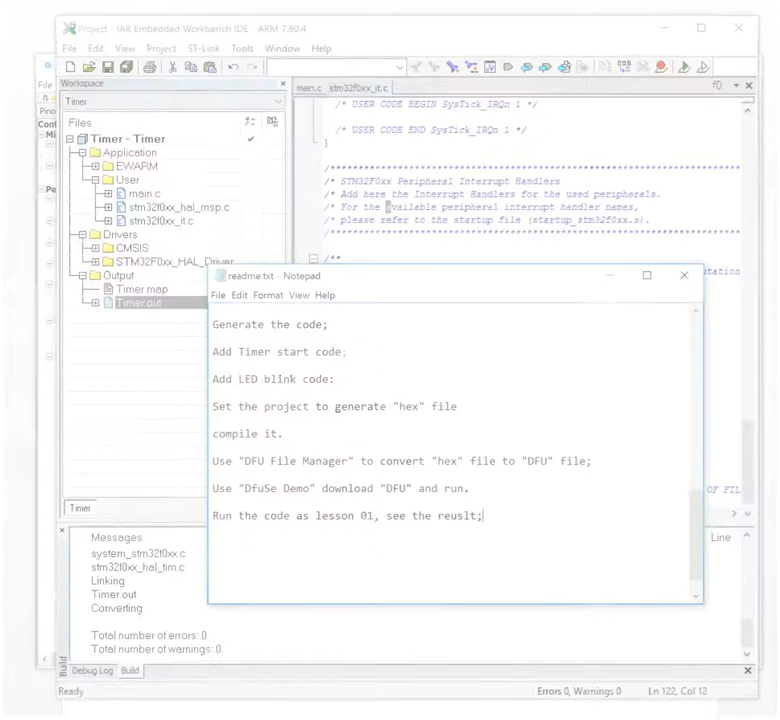 Project - IAR Embedded Workbench IDE - ARM 7.80.4
File Edit View Project ST-Link Tools Window Help
Workspace
main.c stm32f0xx_it.c
f()
Timer
Files
Timer - Timer
Application
EWARM
User
main.c
stm32f0xx_hal_msp.c
stm32f0xx_it.c
Drivers
CMSIS
STM32F0xx_HAL_Driver
Output
Timer.map
Timer.out
Timer
/* USER CODE BEGIN SysTick_IRQn 1 */
/* USER CODE END SysTick_IRQn 1 */
}
/* STM32F0xx Peripheral Interrupt Handlers
/* Add here the Interrupt Handlers for the used peripherals.
/* For the available peripheral interrupt handler names,
/* please refer to the startup file (startup_stm32f0xx.s).
/**
readme.txt - Notepad
File Edit Format View Help
Generate the code;
Add Timer start code;
Add LED blink code:
Set the project to generate "hex" file
compile it.
Use "DFU File Manager" to convert "hex" file to "DFU" file;
Use "DfuSe Demo" download "DFU" and run.
Run the code as lesson 01, see the reuslt;
Messages
Line
system_stm32f0xx.c
stm32f0xx_hal_tim.c
Linking
Timer.out
Converting
Total number of errors: 0
Total number of warnings: 0
Build
Debug Log Build
Ready
Errors 0, Warnings 0
Ln 122, Col 12
File